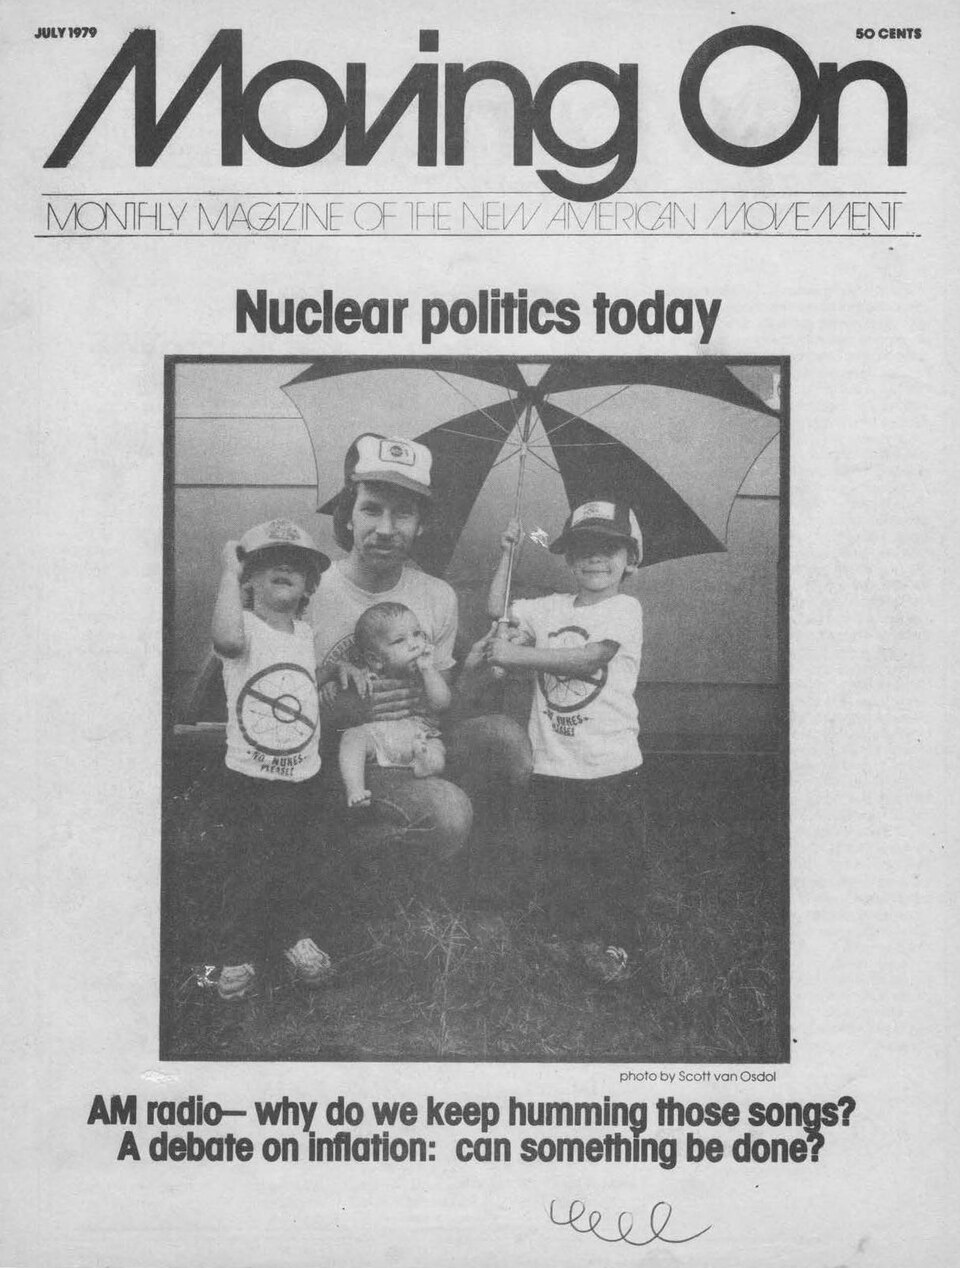 JULY 1979
50 CENTS
Moving On
MONTHLY MAGAZINE OF THE NEW AMERICAN MOVEMENT
Nuclear politics today
NO NUKES
PLEASE!
NUKES
photo by Scott van Osdol
AM radio— why do we keep humming those songs?
A debate on inflation: can something be done?